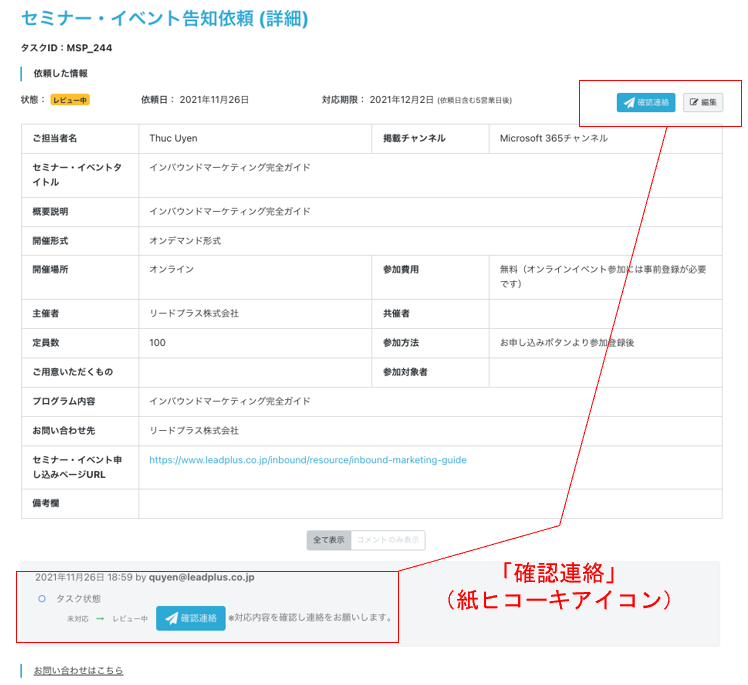 セミナー・イベント告知依頼 (詳細)
タスクID：MSP_244
依頼した情報
状態： レビュー中 依頼日： 2021年11月26日 対応期限： 2021年12月2日 (依頼日含む5営業日後) 確認連絡 編集
ご担当者名 Thuc Uyen 掲載チャンネル Microsoft 365チャンネル
セミナー・イベントタ インバウンドマーケティング完全ガイド
イトル
概要説明 インバウンドマーケティング完全ガイド
開催形式 オンデマンド形式
開催場所 オンライン 参加費用 無料（オンラインイベント参加には事前登録が必要
です）
主催者 リードプラス株式会社 共催者
定員数 100 参加方法 お申し込みボタンより参加登録後
ご用意いただくもの 参加対象者
プログラム内容 インバウンドマーケティング完全ガイド
お問い合わせ先 リードプラス株式会社
セミナー・イベント申 https://www.leadplus.co.jp/inbound/resource/inbound-marketing-guide
し込みページURL
備考欄
全て表示 コメントのみ表示
2021年11月26日 18:59 by quyen@leadplus.co.jp
タスク状態
未対応 → レビュー中 確認連絡 *対応内容を確認し連絡をお願いします。
「確認連絡」
（紙ヒコーキアイコン）
お問い合わせはこちら